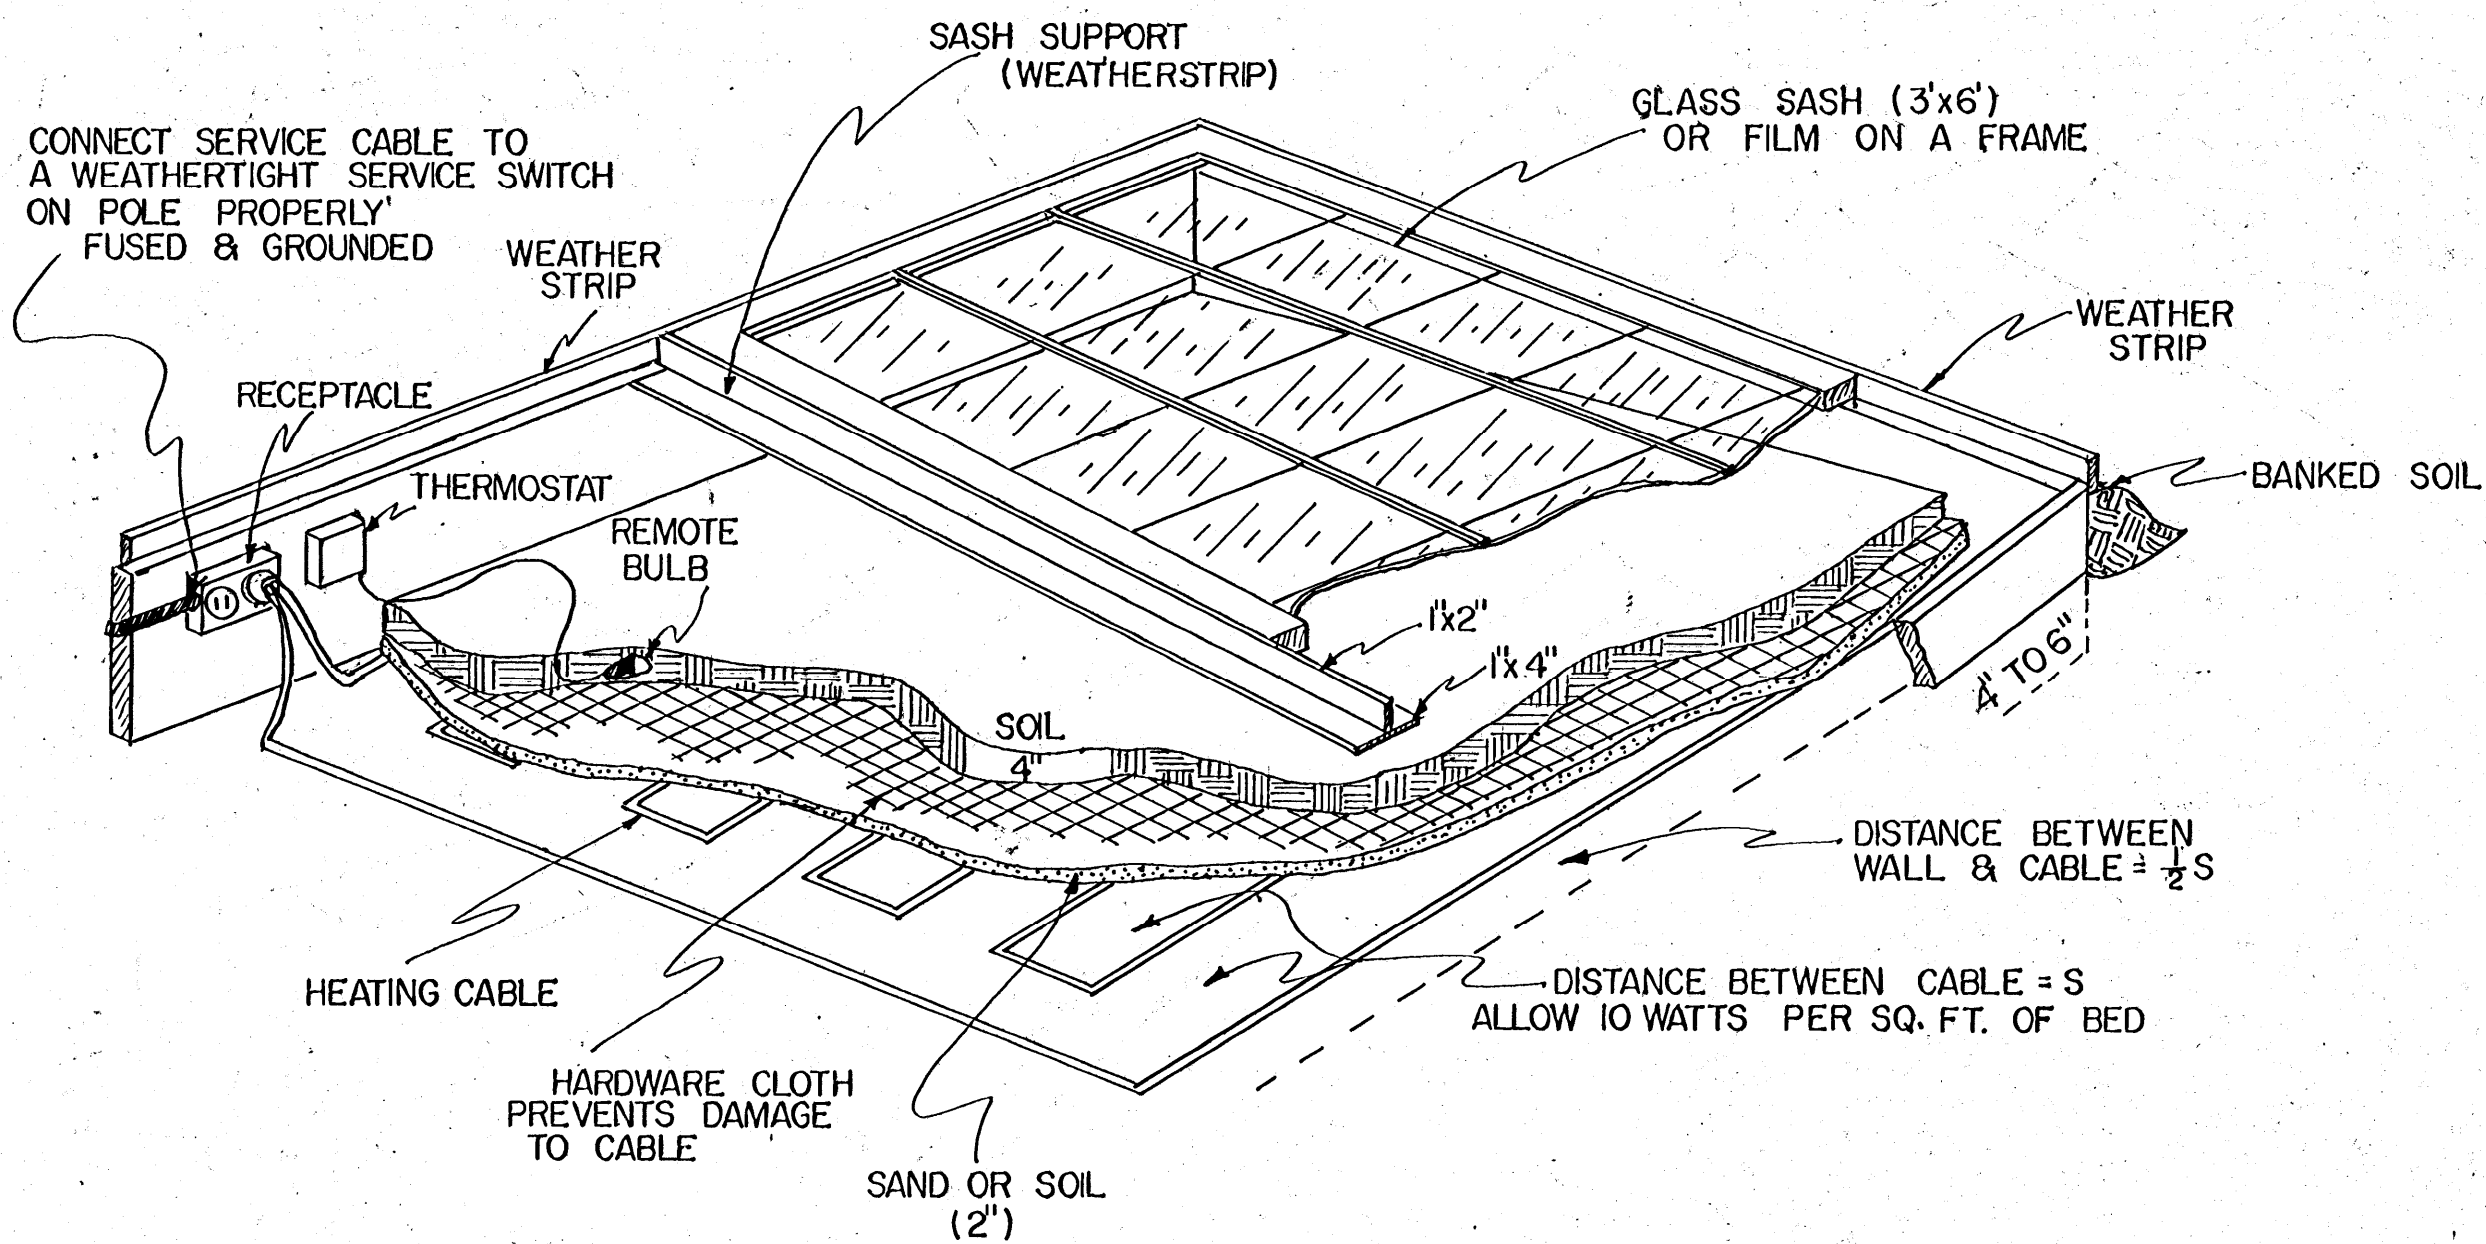 SASH SUPPORT
(WEATHERSTRIP)
GLASS SASH (3'x6')
OR FILM ON A FRAME
CONNECT SERVICE CABLE TO
A WEATHERTIGHT SERVICE SWITCH
ON POLE PROPERLY'
FUSED & GROUNDED
WEATHER
STRIP
WEATHER
STRIP
RECEPTACLE
THERMOSTAT
BANKED SOIL
REMOTE
BULB
1"x2"
1"x4"
4" TO 6"
SOIL
4"
DISTANCE BETWEEN
WALL & CABLE = 1/2 S
HEATING CABLE
DISTANCE BETWEEN CABLE = S
ALLOW 10 WATTS PER SQ. FT. OF BED
HARDWARE CLOTH
PREVENTS DAMAGE
TO CABLE
SAND OR SOIL
(2")